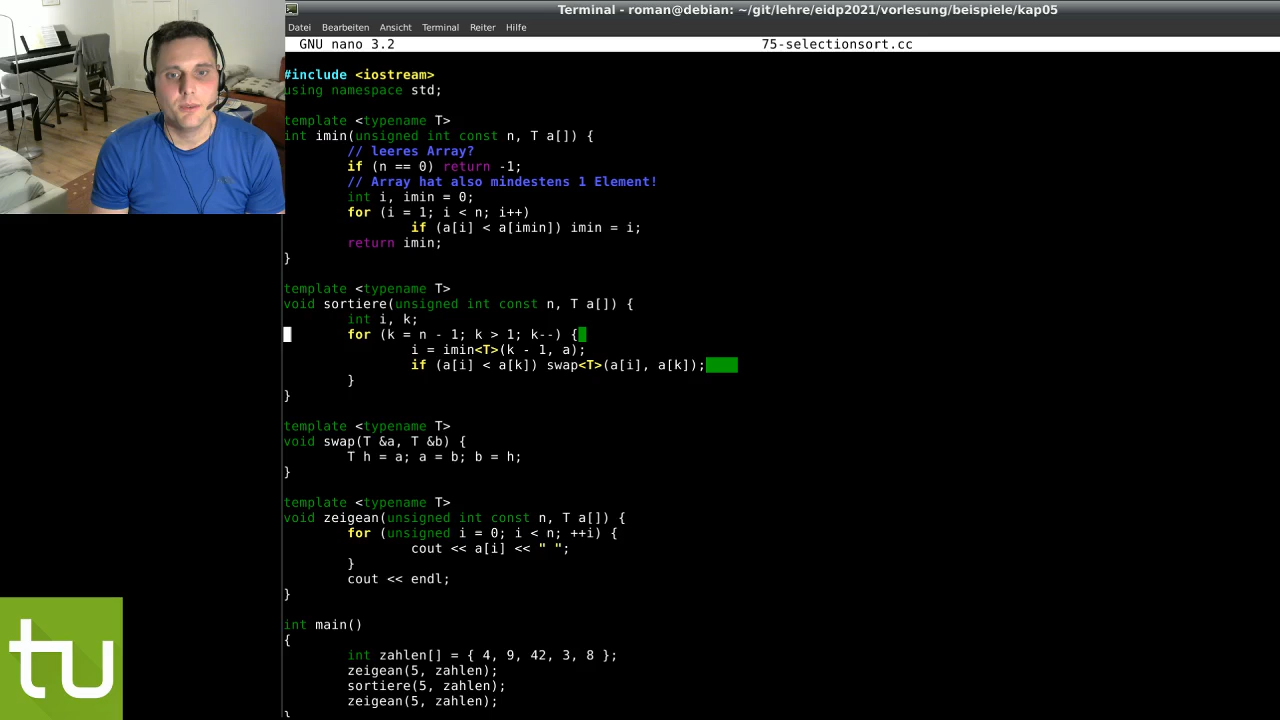 Terminal - roman@debian: ~/git/lehre/eidp2021/vorlesung/beispiele/kap05
Datei Bearbeiten Ansicht Terminal Reiter Hilfe
GNU nano 3.2 75-selectionsort.cc
#include <iostream>
using namespace std;
template <typename T>
int imin(unsigned int const n, T a[]) {
// leeres Array?
if (n == 0) return -1;
// Array hat also mindestens 1 Element!
int i, imin = 0;
for (i = 1; i < n; i++)
if (a[i] < a[imin]) imin = i;
return imin;
}
template <typename T>
void sortiere(unsigned int const n, T a[]) {
int i, k;
for (k = n - 1; k > 1; k--) {
i = imin<T>(k - 1, a);
if (a[i] < a[k]) swap<T>(a[i], a[k]);
}
}
template <typename T>
void swap(T &a, T &b) {
T h = a; a = b; b = h;
}
template <typename T>
void zeigean(unsigned int const n, T a[]) {
for (unsigned i = 0; i < n; ++i) {
cout << a[i] << " ";
}
cout << endl;
}
int main()
{
int zahlen[] = { 4, 9, 42, 3, 8 };
zeigean(5, zahlen);
sortiere(5, zahlen);
zeigean(5, zahlen);
}
tu